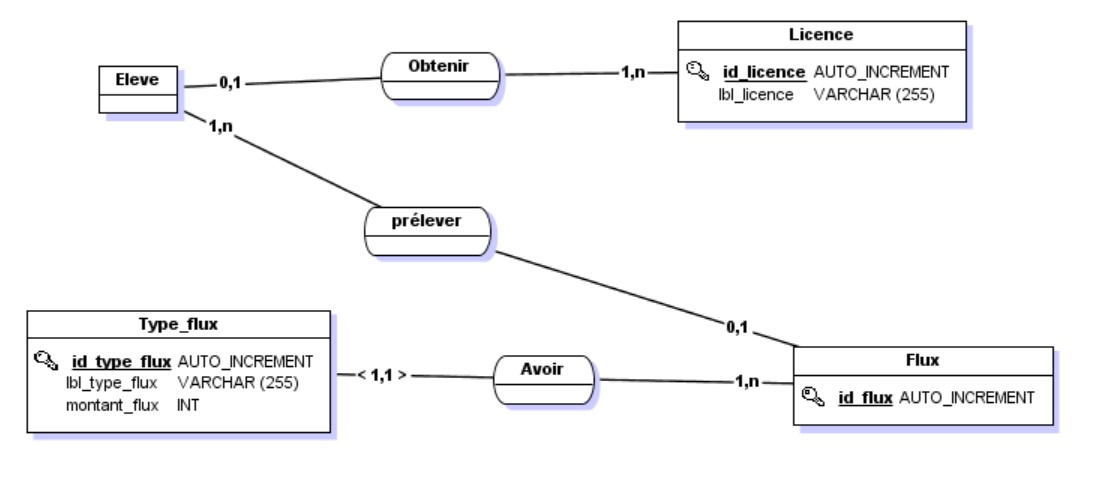 Licence
id_licence AUTO_INCREMENT
lbl_licence VARCHAR (255)
Obtenir
Eleve
0,1
1,n
1,n
prélever
0,1
Type_flux
id_type_flux AUTO_INCREMENT
lbl_type_flux VARCHAR (255)
montant_flux INT
< 1,1 >
Avoir
1,n
Flux
id_flux AUTO_INCREMENT